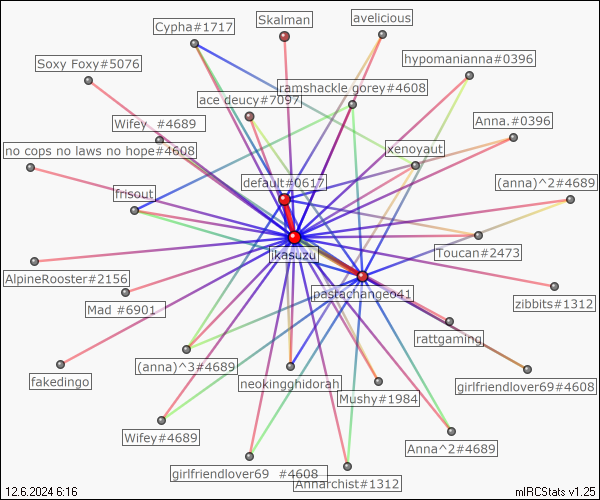 Skalman
avelicious
Cypha#1717
hypomanianna#0396
Soxy Foxy#5076
ramshackle gorey#4608
ace deucy#7097
Anna.#0396
Wifey #4689
no cops no laws no hope#4608
xenoyaut
default#0617
(anna)^2#4689
frisout
Toucan#2473
jkasuzu
AlpineRooster#2156
pastachangeo41
zibbits#1312
Mad #6901
rattgaming
(anna)^3#4689
fakedingo
neokingghidorah
girlfriendlover69#4608
Mushy#1984
Wifey#4689
Anna^2#4689
girlfriendlover69 #4608
Annarchist#1312
12.6.2024 6:16
mIRCStats v1.25